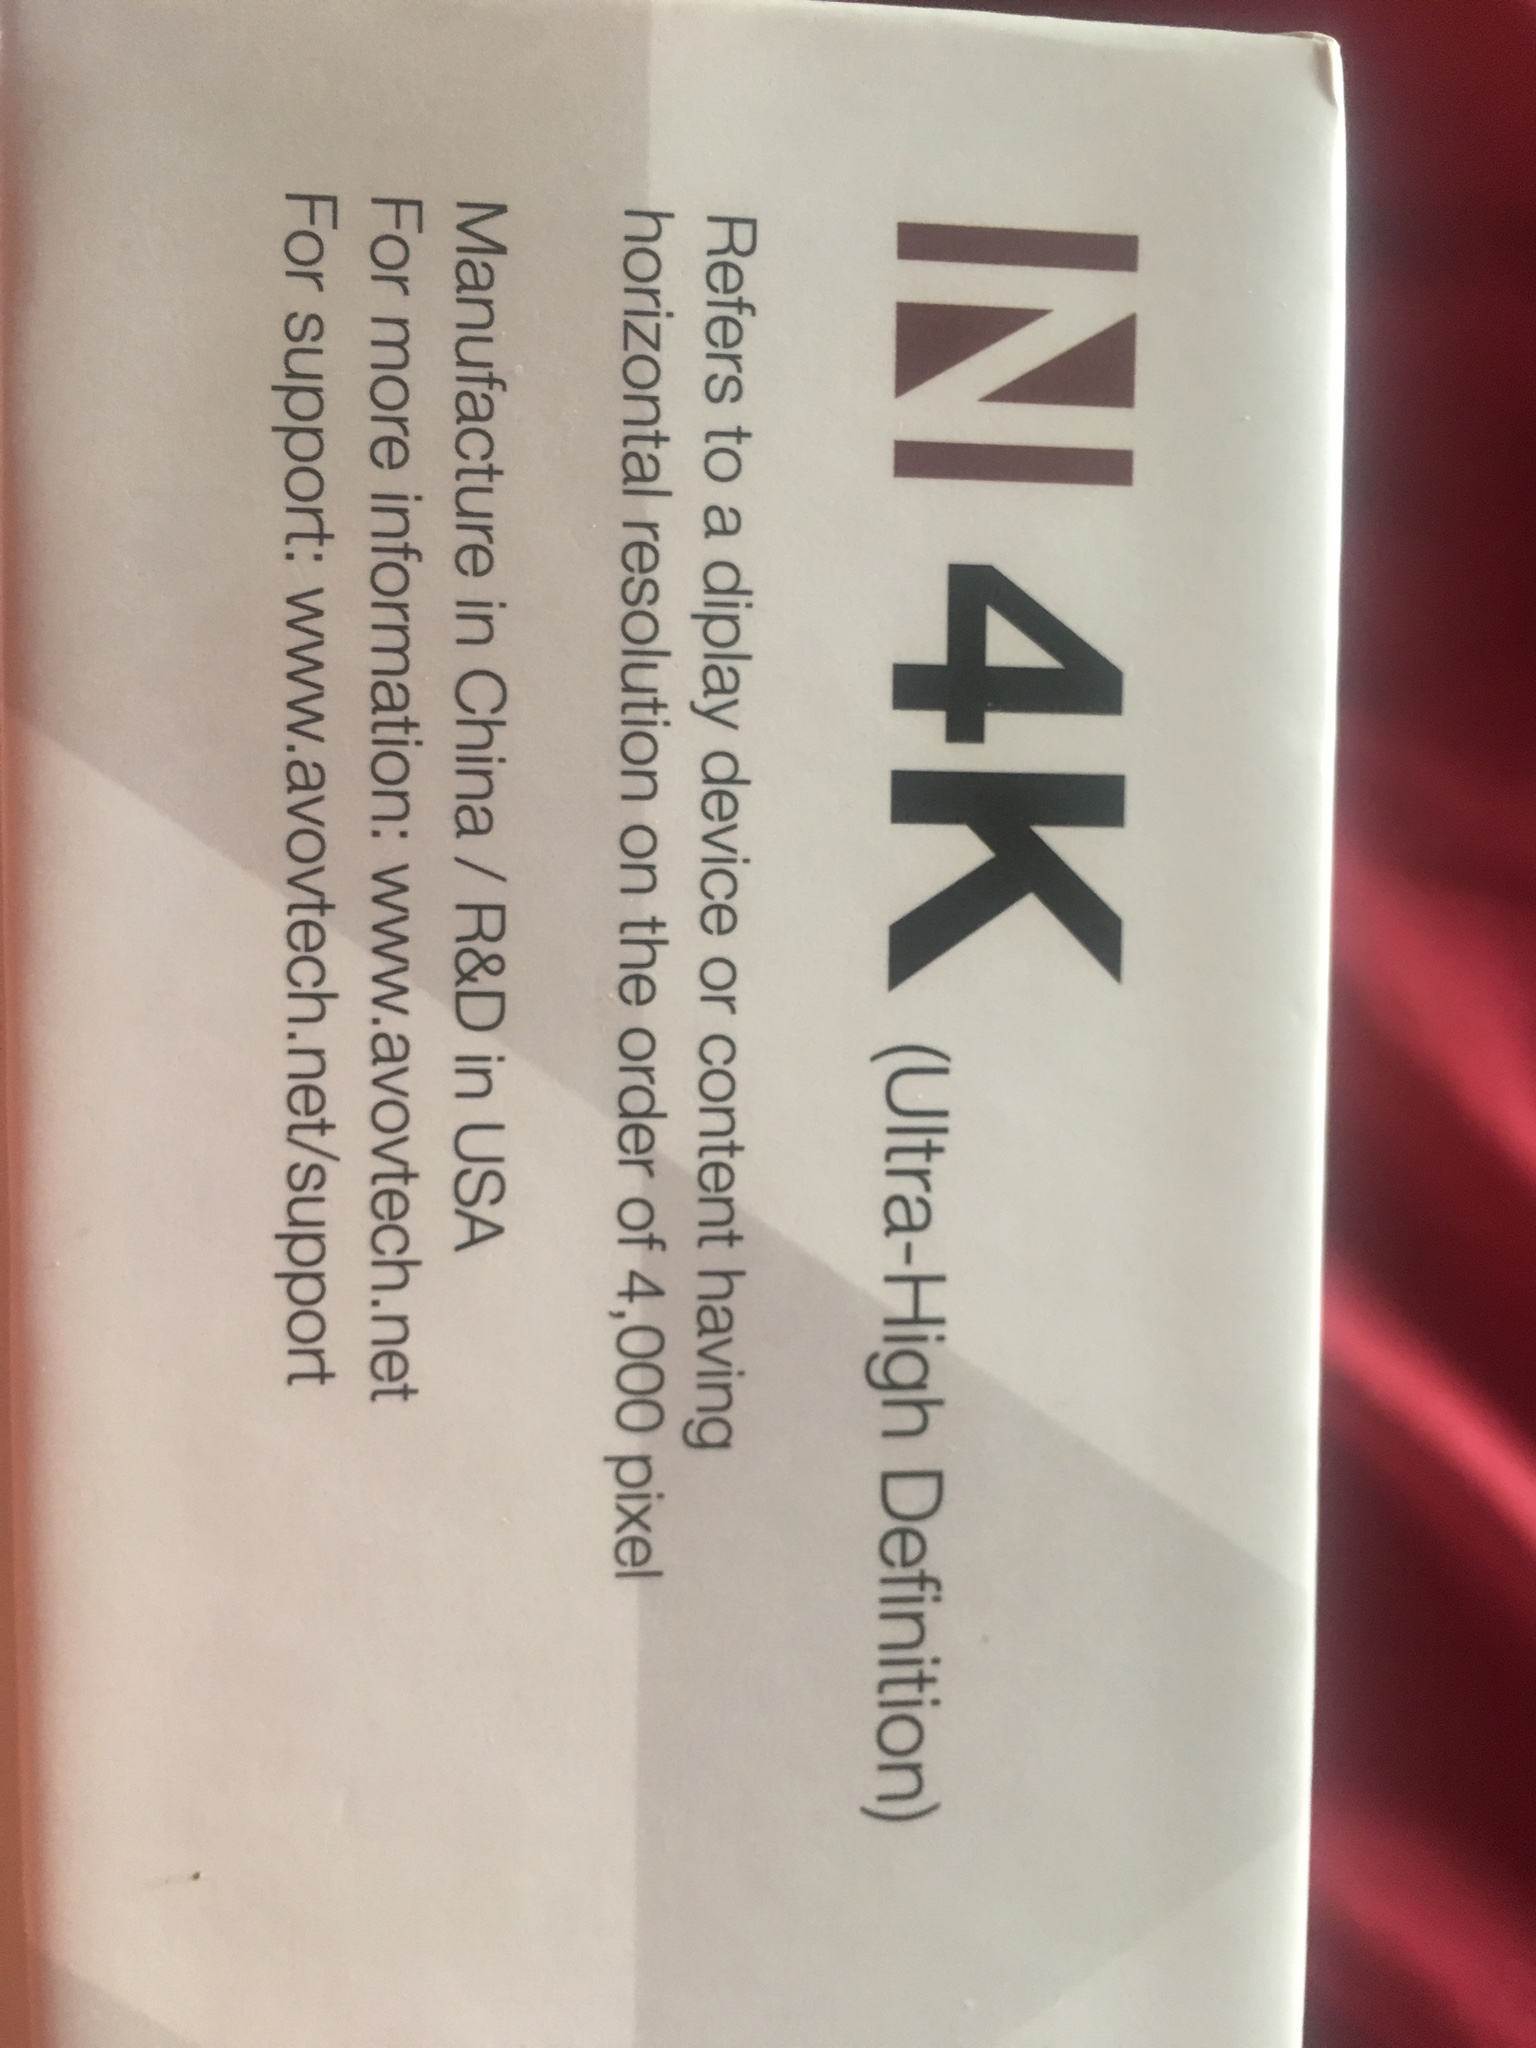 INI 4K (Ultra-High Definition)
Refers to a diplay device or content having
horizontal resolution on the order of 4,000 pixel
Manufacture in China / R&D in USA
For more information: www.avovtech.net
For support: www.avovtech.net/support